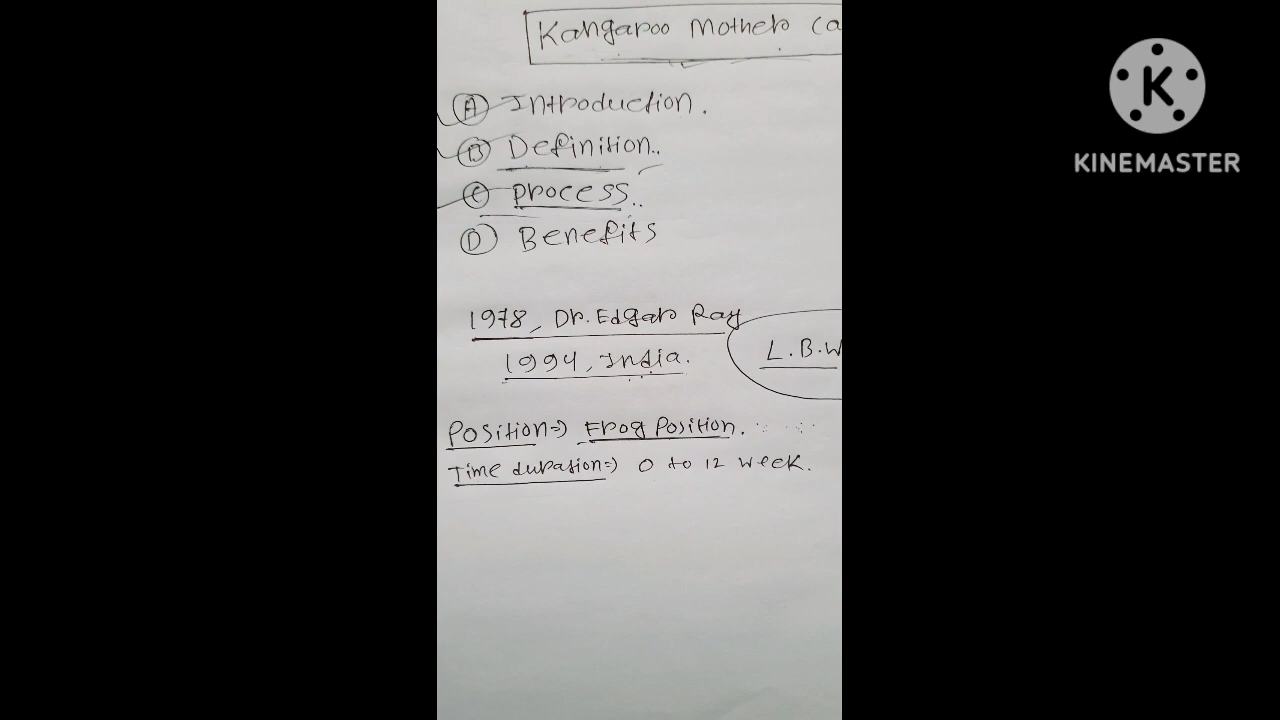 Kangaroo Mother Ca
A Introduction.
B Definition..
C process..
D Benefits
1978, Dr. Edgar Ray
1994, India.
L.B.W
Position⇒ Frog Position.
Time duration⇒ 0 to 12 week.
K
KINEMASTER